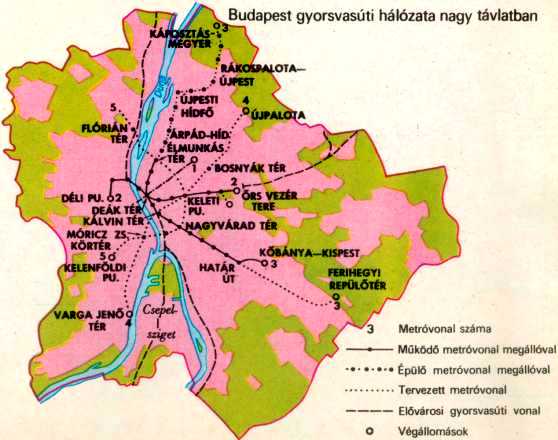 Budapest gyorsvasúti hálózata nagy távlatban
KÁPOSZTÁS-
MEGYER
3
RÁKOSPALOTA—
ÚJPEST
Duna
ÚJPESTI
HÍDFŐ
4
ÚJPALOTA
5
FLÓRIÁN
TÉR
ÁRPÁD-HÍD
ÉLMUNKÁS
TÉR
1
BOSNYÁK TÉR
DÉLI PU.
2
DEÁK TÉR
KÁLVIN TÉR
KELETI
PU.
2
ÖRS VEZÉR
TERE
MÓRICZ ZS.
KÖRTÉR
NAGYVÁRAD TÉR
5
KELENFÖLDI
PU.
HATÁR
ÚT
KŐBÁNYA—KISPEST
3
FERIHEGYI
REPÜLŐTÉR
3
VARGA JENŐ
TÉR
4
Csepel-
sziget
3 Metróvonal száma
Működő metróvonal megállóval
Épülő metróvonal megállóval
Tervezett metróvonal
Elővárosi gyorsvasúti vonal
Végállomások